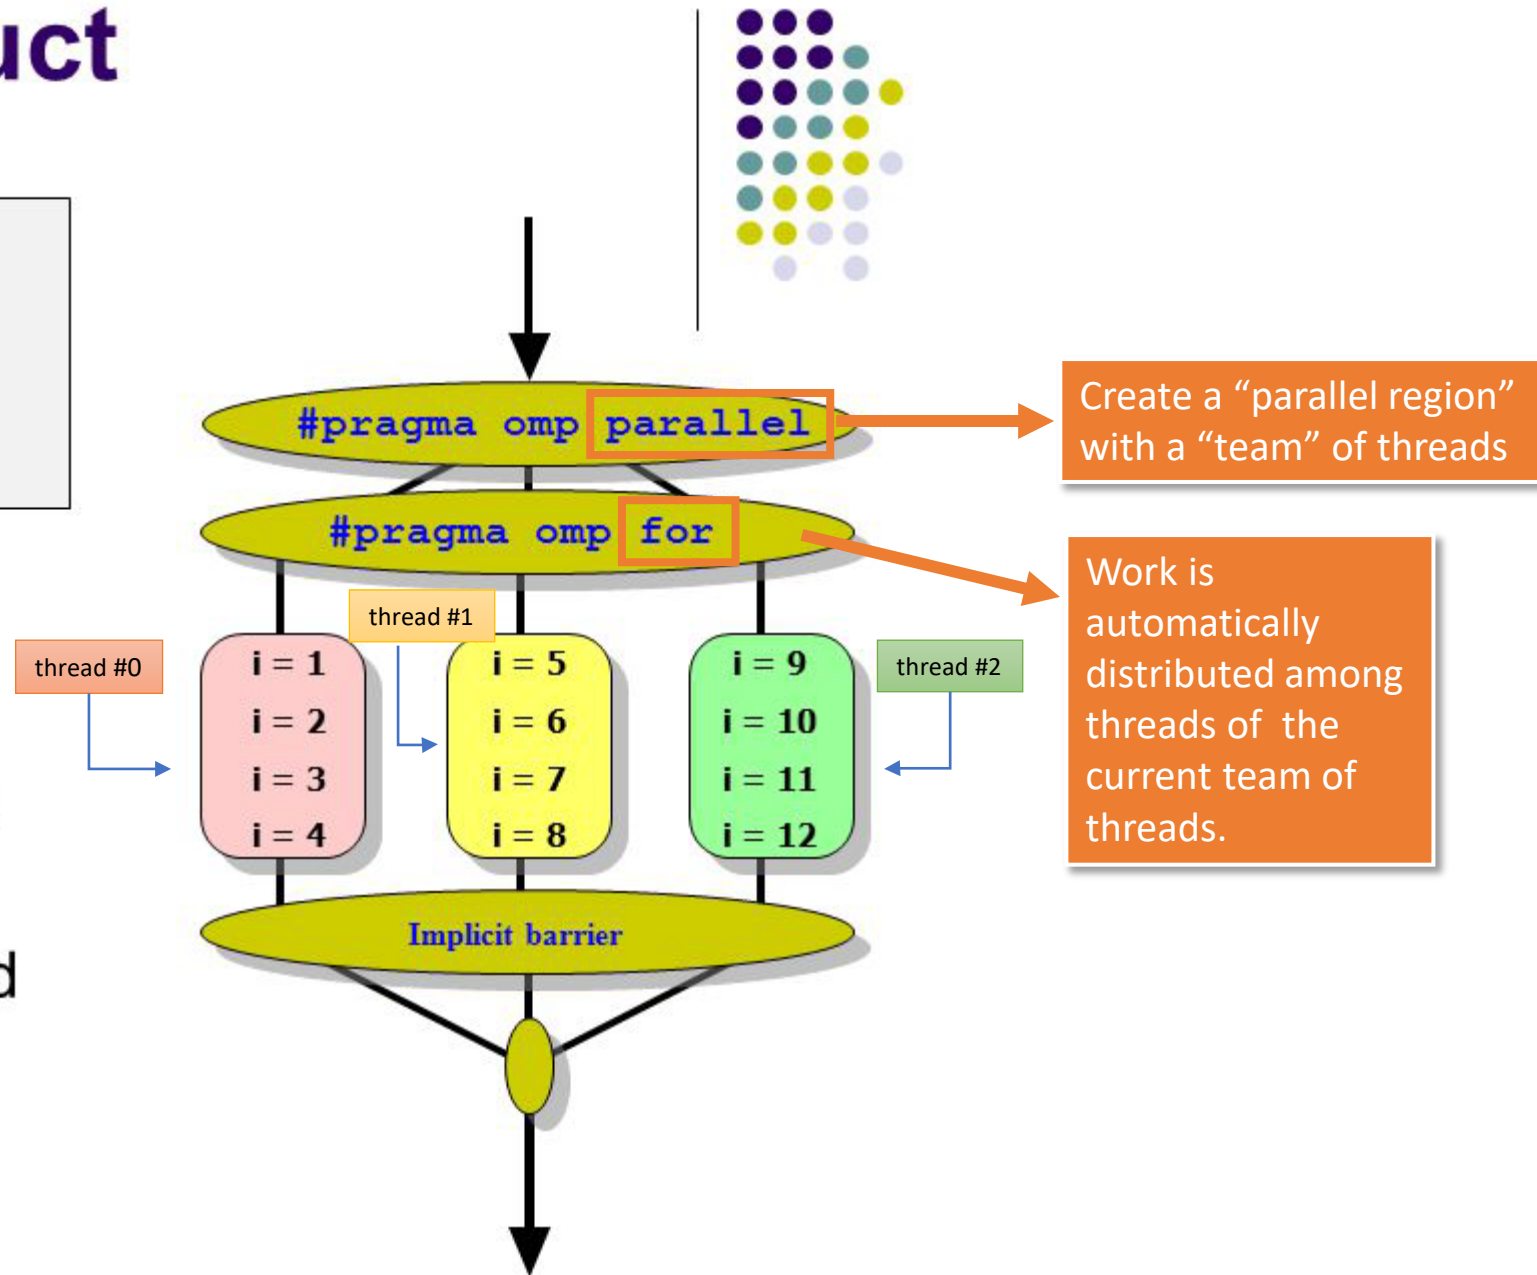 #pragma omp parallel
Create a “parallel region”
with a “team” of threads
#pragma omp for
Work is
automatically
distributed among
threads of the
current team of
threads.
thread #0
i = 1
i = 2
i = 3
i = 4
thread #1
i = 5
i = 6
i = 7
i = 8
thread #2
i = 9
i = 10
i = 11
i = 12
Implicit barrier